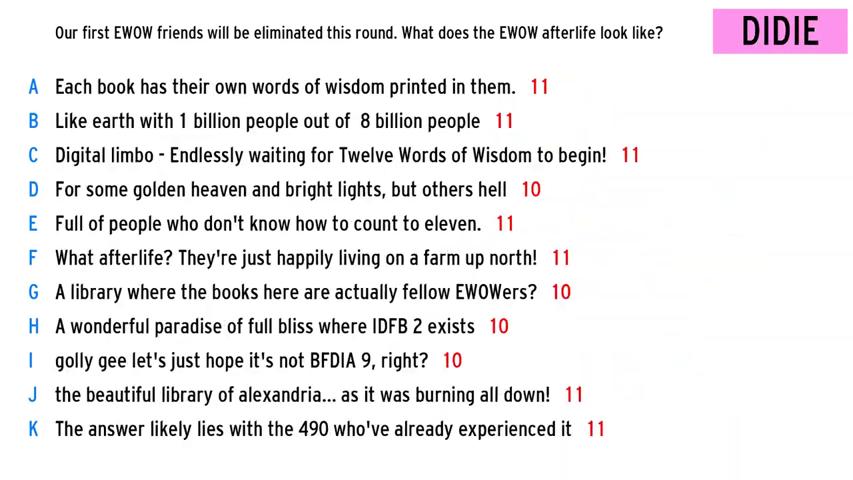 Our first EWOW friends will be eliminated this round. What does the EWOW afterlife look like?
DIDIE
A Each book has their own words of wisdom printed in them. 11
B Like earth with 1 billion people out of 8 billion people 11
C Digital limbo - Endlessly waiting for Twelve Words of Wisdom to begin! 11
D For some golden heaven and bright lights, but others hell 10
E Full of people who don't know how to count to eleven. 11
F What afterlife? They're just happily living on a farm up north! 11
G A library where the books here are actually fellow EWOWers? 10
H A wonderful paradise of full bliss where IDFB 2 exists 10
I golly gee let's just hope it's not BFDIA 9, right? 10
J the beautiful library of alexandria... as it was burning all down! 11
K The answer likely lies with the 490 who've already experienced it 11